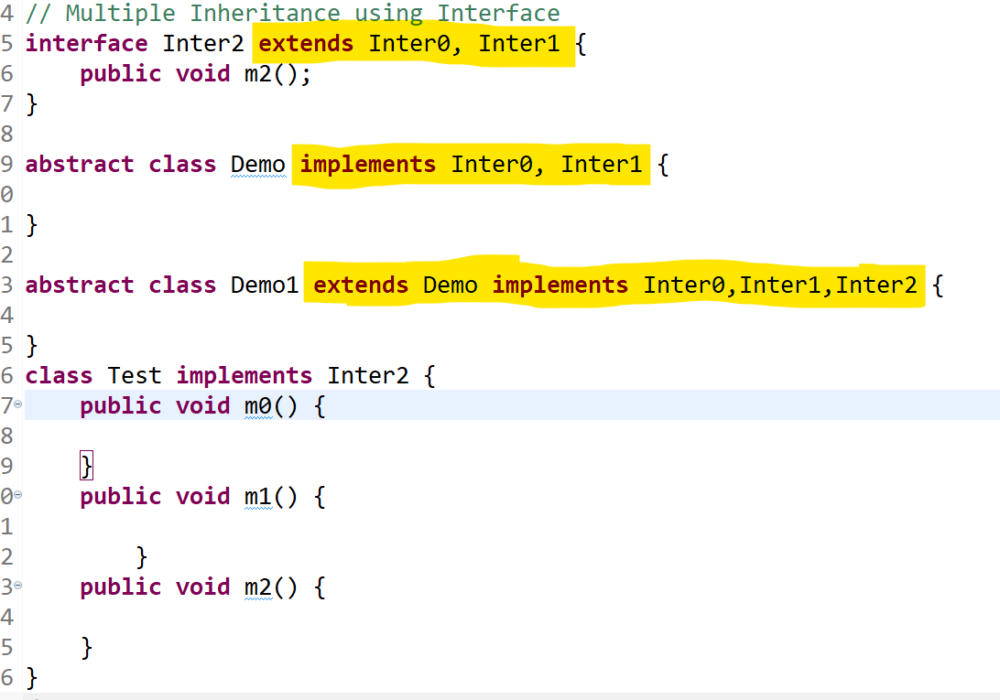 4 // Multiple Inheritance using Interface
5 interface Inter2 extends Inter0, Inter1 {
6     public void m2();
7 }
8
9 abstract class Demo implements Inter0, Inter1 {
0
1 }
2
3 abstract class Demo1 extends Demo implements Inter0,Inter1,Inter2 {
4
5 }
6 class Test implements Inter2 {
7     public void m0() {
8
9     }
0     public void m1() {
1
2         }
3     public void m2() {
4
5     }
6 }